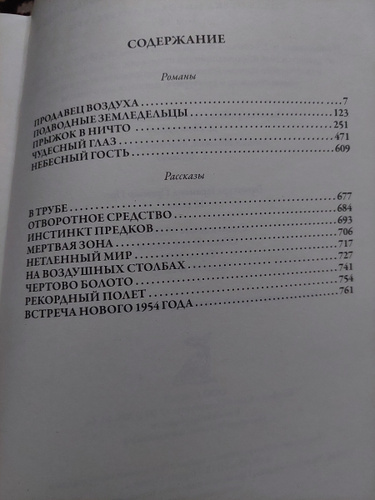 СОДЕРЖАНИЕ
Романы
ПРОДАВЕЦ ВОЗДУХА ........ 7
ПОДВОДНЫЕ ЗЕМЛЕДЕЛЬЦЫ ........ 123
ПРЫЖОК В НИЧТО ........ 251
ЧУДЕСНЫЙ ГЛАЗ ........ 471
НЕБЕСНЫЙ ГОСТЬ ........ 609
Рассказы
В ТРУБЕ ........ 677
ОТВОРОТНОЕ СРЕДСТВО ........ 684
ИНСТИНКТ ПРЕДКОВ ........ 693
МЕРТВАЯ ЗОНА ........ 706
НЕТЛЕННЫЙ МИР ........ 717
НА ВОЗДУШНЫХ СТОЛБАХ ........ 727
ЧЕРТОВО БОЛОТО ........ 741
РЕКОРДНЫЙ ПОЛЕТ ........ 754
ВСТРЕЧА НОВОГО 1954 ГОДА ........ 761